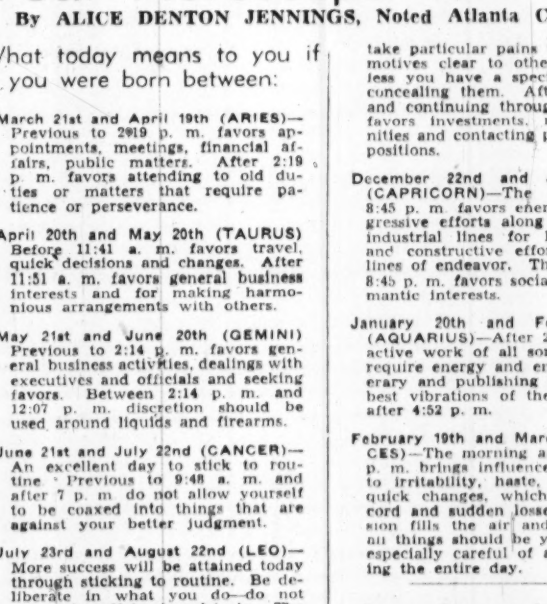 By ALICE DENTON JENNINGS, Noted Atlanta
What today means to you if
you were born between:
March 21st and April 19th (ARIES)—
Previous to 2919 p. m. favors ap-
pointments, meetings, financial af-
fairs, public matters. After 2:19
p. m. favors attending to old du-
ties or matters that require pa-
tience or perseverance.
April 20th and May 20th (TAURUS)
Before 11:41 a. m. favors travel,
quick decisions and changes. After
11:51 a. m. favors general business
interests and for making harmo-
nious arrangements with others.
May 21st and June 20th (GEMINI)
Previous to 2:14 p. m. favors gen-
eral business activities, dealings with
executives and officials and seeking
favors. Between 2:14 p. m. and
12:07 p. m. discretion should be
used around liquids and firearms.
June 21st and July 22nd (CANCER)—
An excellent day to stick to rou-
tine Previous to 9:48 a. m. and
after 7 p. m do not allow yourself
to be coaxed into things that are
against your better judgment.
July 23rd and August 22nd (LEO)—
More success will be attained today
through sticking to routine. Be de-
liberate in what you do—do not
take particular pains
motives clear to othe
less you have a spec
concealing them. Aft
and continuing throug
favors investments,
nities and contacting
positions.
December 22nd and
(CAPRICORN)—The
8:45 p. m favors ener
gressive efforts along
industrial lines for
and constructive effo
lines of endeavor. Th
8:45 p. m. favors socia
mantic interests.
January 20th and F
(AQUARIUS)—After 2
active work of all so
require energy and en
erary and publishing
best vibrations of the
after 4:52 p. m.
February 19th and Mar
CES)—The morning a
p. m. brings influence
to irritability, haste,
quick changes, which
cord and sudden losse
sion fills the air and
all things should be y
especially careful of a
ing the entire day.